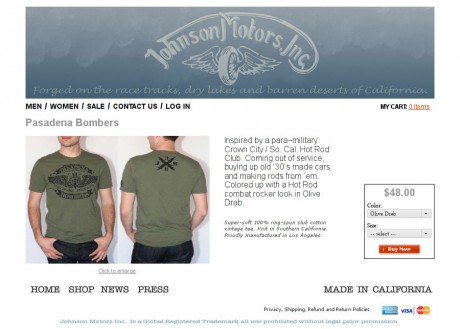 Johnson Motors, Inc.
Forged on the race tracks, dry lakes and barren deserts of California.
MEN / WOMEN / SALE / CONTACT US / LOG IN
MY CART: 0 Items
Pasadena Bombers
Inspired by a para-military
Crown City / So. Cal. Hot Rod
Club. Coming out of service,
buying up old '30's made cars
and making rods from 'em.
Colored up with a Hot Rod
combat rocker look in Olive
Drab.
Super-soft 100% ring-spun slub cotton
vintage tee. Knit in Southern California.
Proudly manufactured in Los Angeles
$48.00
Color:
Olive Drab
Size:
-- select --
Buy Now
Click to enlarge
HOME SHOP NEWS PRESS
MADE IN CALIFORNIA
Privacy, Shipping, Refund and Return Policies
VISA
Johnson Motors Inc. Is a Global Registered Trademark all use prohibited without legal prior permission